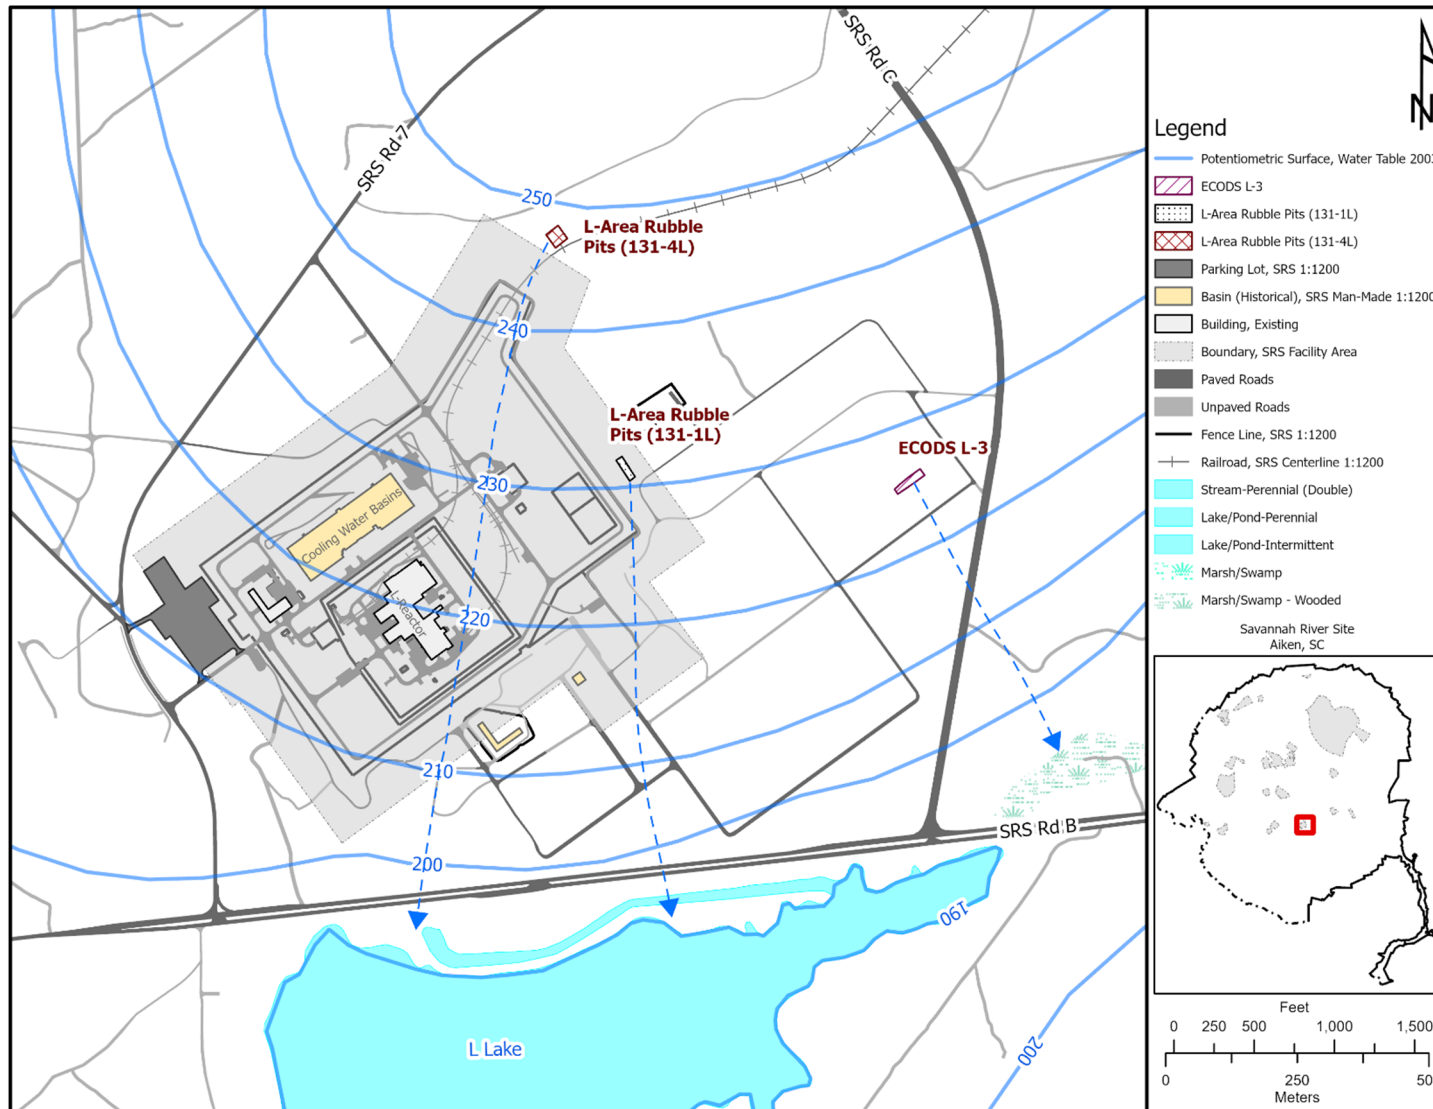 SRS Rd C
SRS Rd 7
250
L-Area Rubble
Pits (131-4L)
240
L-Area Rubble
Pits (131-1L)
ECODS L-3
230
Cooling Water Basins
L-Reactor
220
210
SRS Rd B
200
190
L Lake
200
N
Legend
Potentiometric Surface, Water Table 2003
ECODS L-3
L-Area Rubble Pits (131-1L)
L-Area Rubble Pits (131-4L)
Parking Lot, SRS 1:1200
Basin (Historical), SRS Man-Made 1:1200
Building, Existing
Boundary, SRS Facility Area
Paved Roads
Unpaved Roads
Fence Line, SRS 1:1200
Railroad, SRS Centerline 1:1200
Stream-Perennial (Double)
Lake/Pond-Perennial
Lake/Pond-Intermittent
Marsh/Swamp
Marsh/Swamp - Wooded
Savannah River Site
Aiken, SC
Feet
0 250 500 1,000 1,500
0 250 50
Meters